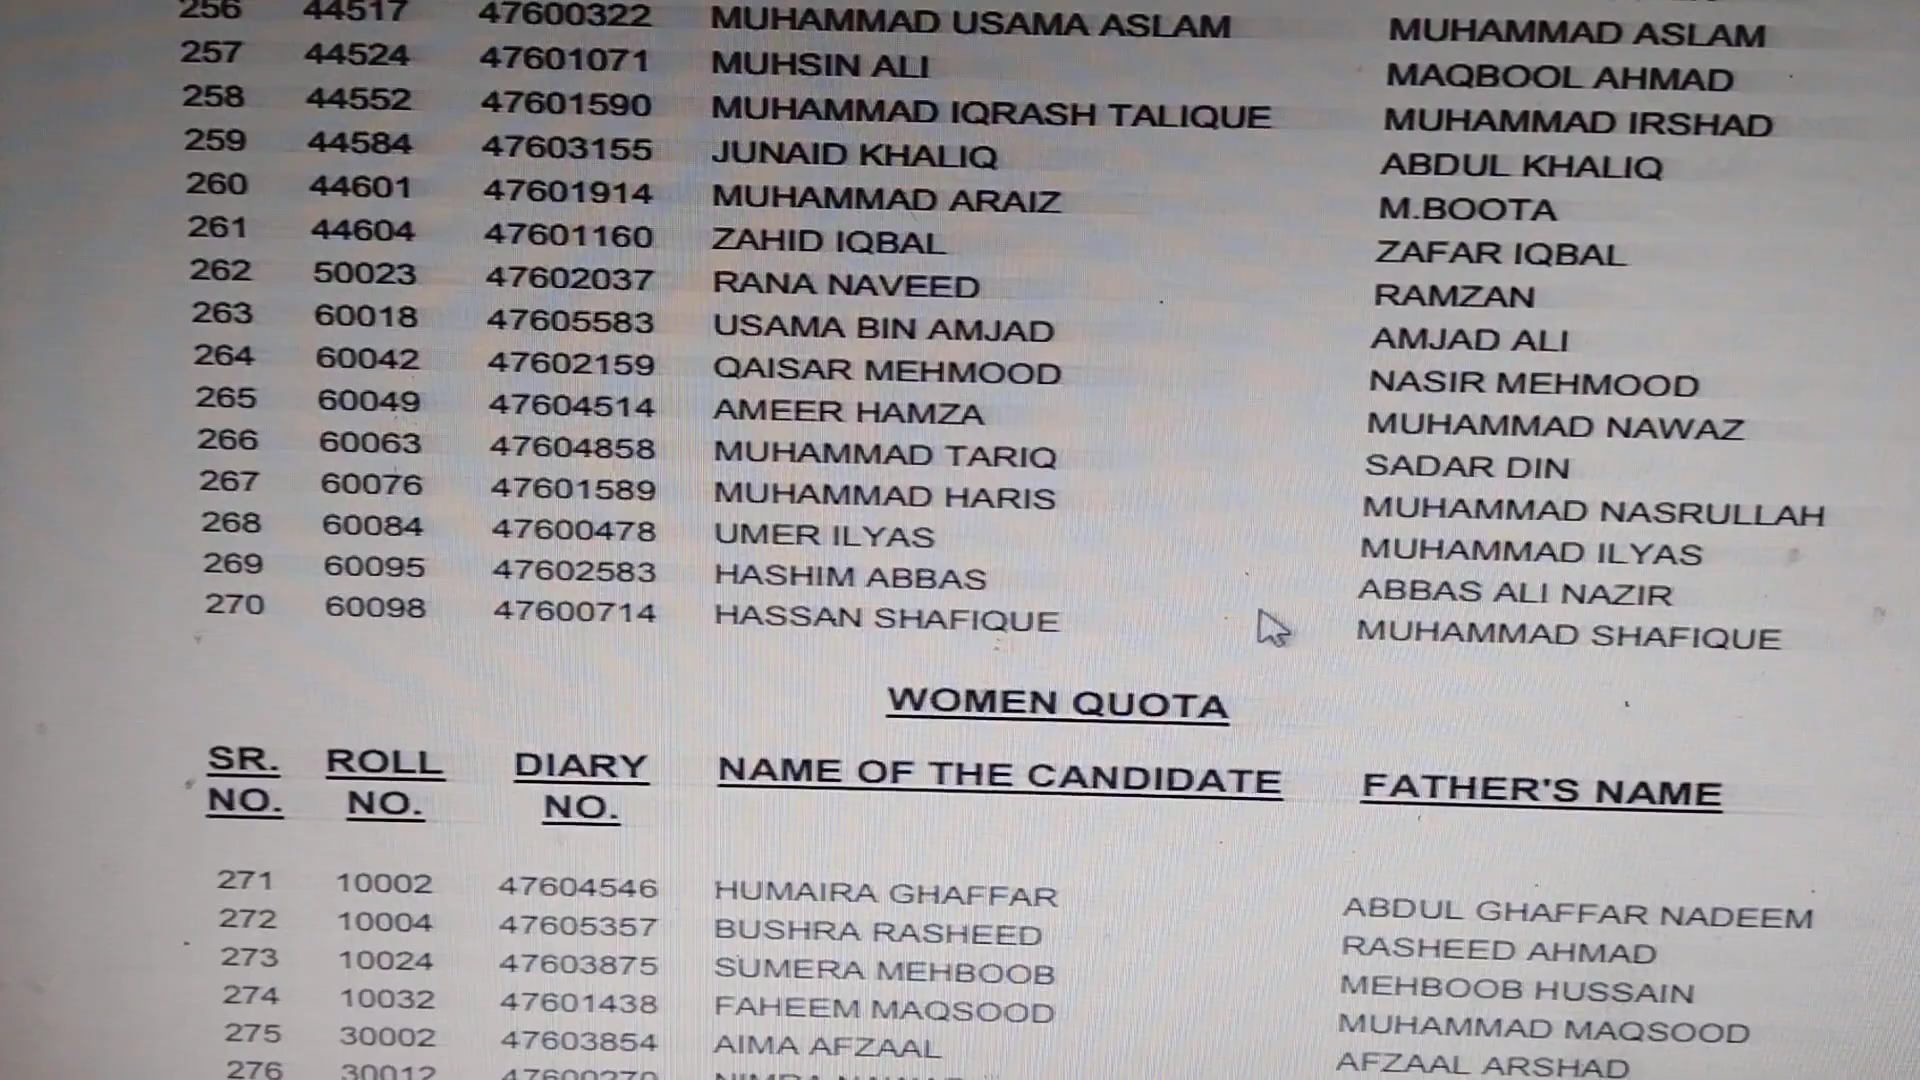 256 44517 47600322 MUHAMMAD USAMA ASLAM MUHAMMAD ASLAM
257 44524 47601071 MUHSIN ALI MAQBOOL AHMAD
258 44552 47601590 MUHAMMAD IQRASH TALIQUE MUHAMMAD IRSHAD
259 44584 47603155 JUNAID KHALIQ ABDUL KHALIQ
260 44601 47601914 MUHAMMAD ARAIZ M.BOOTA
261 44604 47601160 ZAHID IQBAL ZAFAR IQBAL
262 50023 47602037 RANA NAVEED RAMZAN
263 60018 47605583 USAMA BIN AMJAD AMJAD ALI
264 60042 47602159 QAISAR MEHMOOD NASIR MEHMOOD
265 60049 47604514 AMEER HAMZA MUHAMMAD NAWAZ
266 60063 47604858 MUHAMMAD TARIQ SADAR DIN
267 60076 47601589 MUHAMMAD HARIS MUHAMMAD NASRULLAH
268 60084 47600478 UMER ILYAS MUHAMMAD ILYAS
269 60095 47602583 HASHIM ABBAS ABBAS ALI NAZIR
270 60098 47600714 HASSAN SHAFIQUE MUHAMMAD SHAFIQUE
WOMEN QUOTA
SR. ROLL DIARY NAME OF THE CANDIDATE FATHER'S NAME
NO. NO. NO.
271 10002 47604546 HUMAIRA GHAFFAR ABDUL GHAFFAR NADEEM
272 10004 47605357 BUSHRA RASHEED RASHEED AHMAD
273 10024 47603875 SUMERA MEHBOOB MEHBOOB HUSSAIN
274 10032 47601438 FAHEEM MAQSOOD MUHAMMAD MAQSOOD
275 30002 47603854 AIMA AFZAAL AFZAAL ARSHAD
276 30012